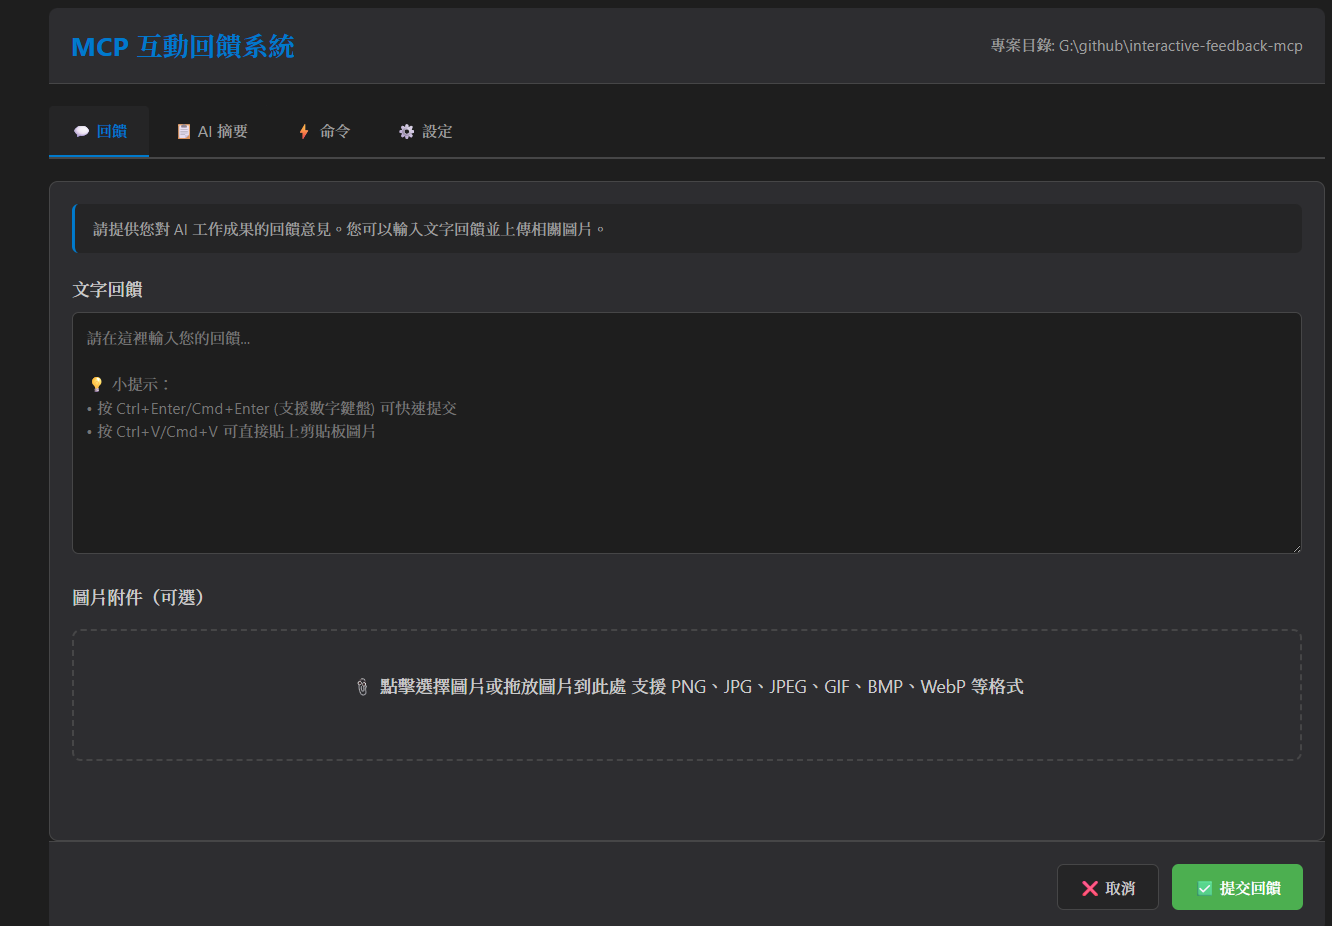 MCP 互動回饋系統
專案目錄: G:\github\interactive-feedback-mcp
💬 回饋
📋 AI 摘要
⚡ 命令
⚙️ 設定
請提供您對 AI 工作成果的回饋意見。您可以輸入文字回饋並上傳相關圖片。
文字回饋
請在這裡輸入您的回饋...
💡 小提示：
• 按 Ctrl+Enter/Cmd+Enter (支援數字鍵盤) 可快速提交
• 按 Ctrl+V/Cmd+V 可直接貼上剪貼板圖片
圖片附件（可選）
📎 點擊選擇圖片或拖放圖片到此處 支援 PNG、JPG、JPEG、GIF、BMP、WebP 等格式
❌ 取消
✅ 提交回饋